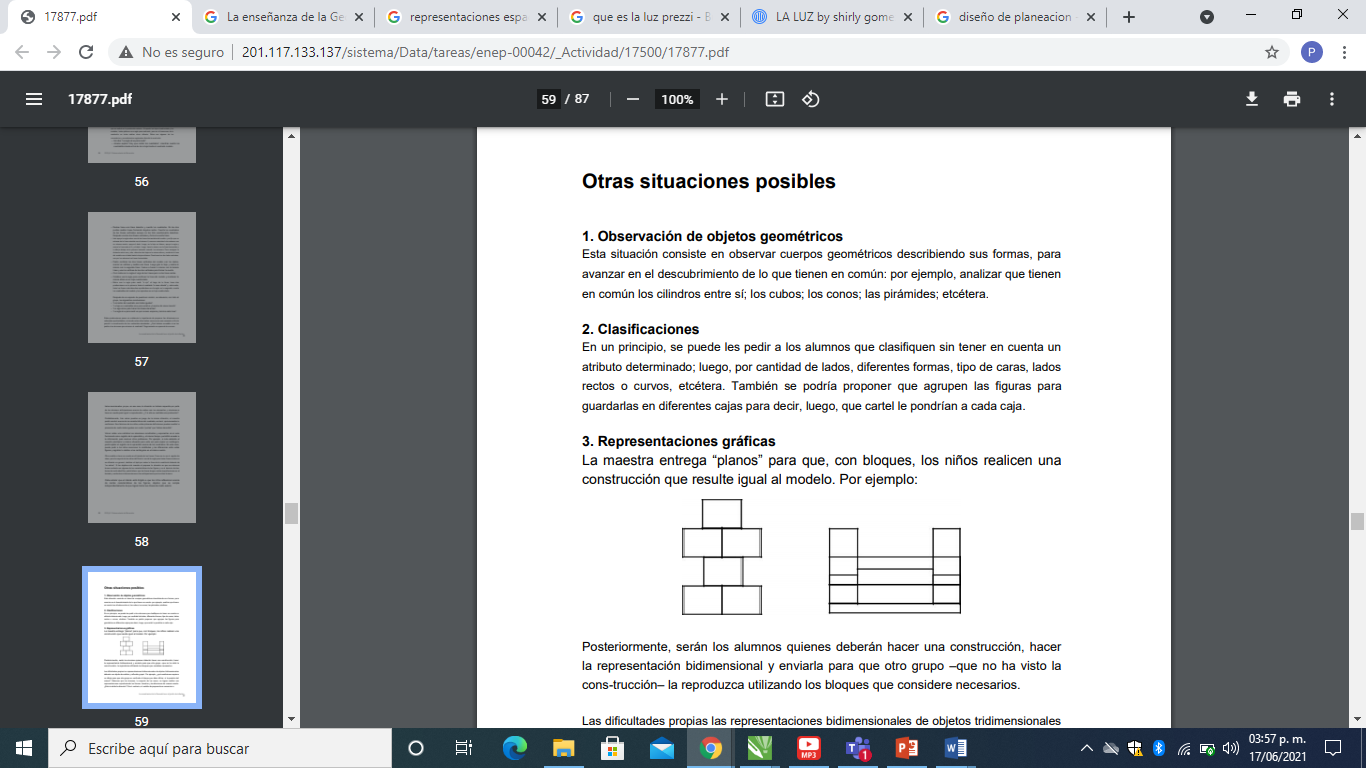 17877.pdf
La enseñanza de la Ge
representaciones espa
que es la luz prezzi - B
LA LUZ by shirly gome
diseño de planeacion
No es seguro
201.117.133.137/sistema/Data/tareas/enep-00042/_Actividad/17500/17877.pdf
P
17877.pdf
59 / 87
100%
56
57
58
59
Otras situaciones posibles
1. Observación de objetos geométricos
Esta situación consiste en observar cuerpos geométricos describiendo sus formas, para
avanzar en el descubrimiento de lo que tienen en común: por ejemplo, analizar que tienen
en común los cilindros entre sí; los cubos; los conos; las pirámides; etcétera.
2. Clasificaciones
En un principio, se puede les pedir a los alumnos que clasifiquen sin tener en cuenta un
atributo determinado; luego, por cantidad de lados, diferentes formas, tipo de caras, lados
rectos o curvos, etcétera. También se podría proponer que agrupen las figuras para
guardarlas en diferentes cajas para decir, luego, que cartel le pondrían a cada caja.
3. Representaciones gráficas
La maestra entrega “planos” para que, con bloques, los niños realicen una
construcción que resulte igual al modelo. Por ejemplo:
Posteriormente, serán los alumnos quienes deberán hacer una construcción, hacer
la representación bidimensional y enviarla para que otro grupo –que no ha visto la
cons-trucción– la reproduzca utilizando los bloques que considere necesarios.
Las dificultades propias las representaciones bidimensionales de objetos tridimensionales
Escribe aquí para buscar
MP3
1
03:57 p. m.
17/06/2021